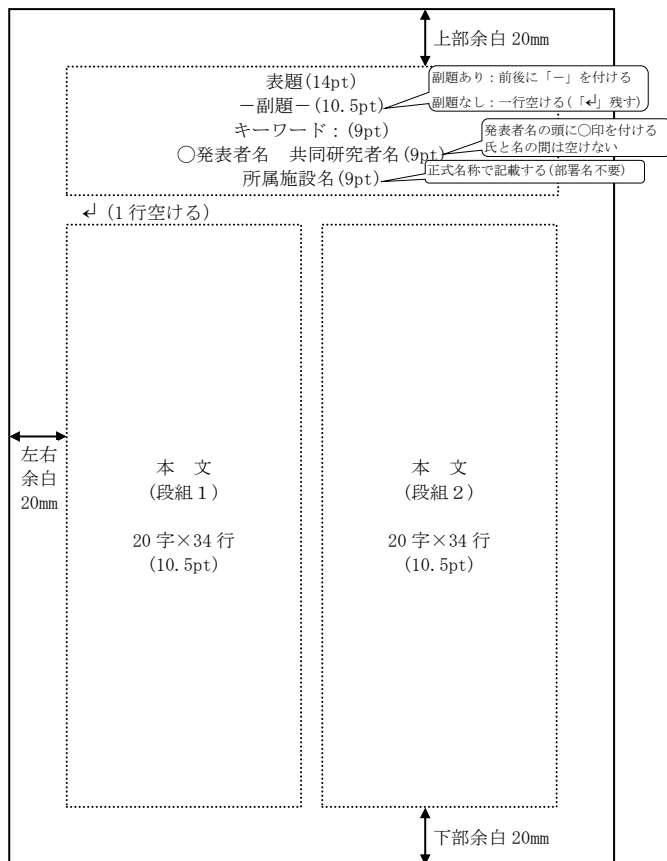 上部余白 20mm
表題(14pt)
副題あり：前後に「－」を付ける
副題なし：一行空ける(「↲」残す)
－副題－(10.5pt)
キーワード：(9pt)
発表者名の頭に〇印を付ける
氏と名の間は空けない
〇発表者名　共同研究者名(9pt)
正式名称で記載する(部署名不要)
所属施設名(9pt)
↲ (1 行空ける)
左右
余白
20mm
本　文
(段組１)
20 字×34 行
(10.5pt)
本　文
(段組２)
20 字×34 行
(10.5pt)
下部余白 20mm